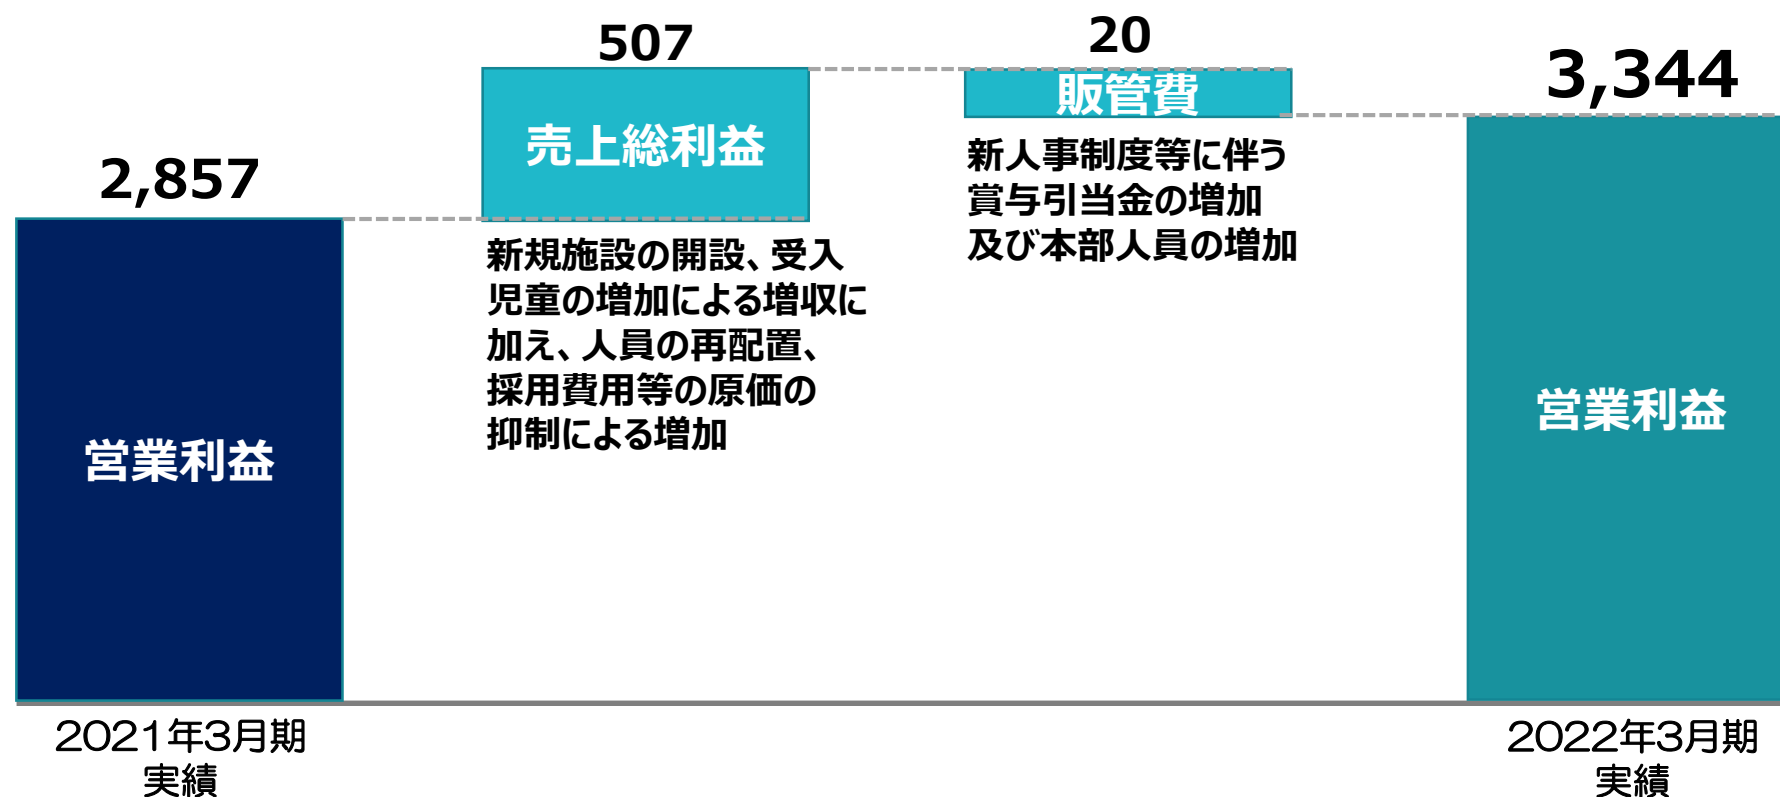 2,857
営業利益
2021年3月期
実績
507
売上総利益
新規施設の開設、受入
児童の増加による増収に
加え、人員の再配置、
採用費用等の原価の
抑制による増加
20
販管費
新人事制度等に伴う
賞与引当金の増加
及び本部人員の増加
3,344
営業利益
2022年3月期
実績